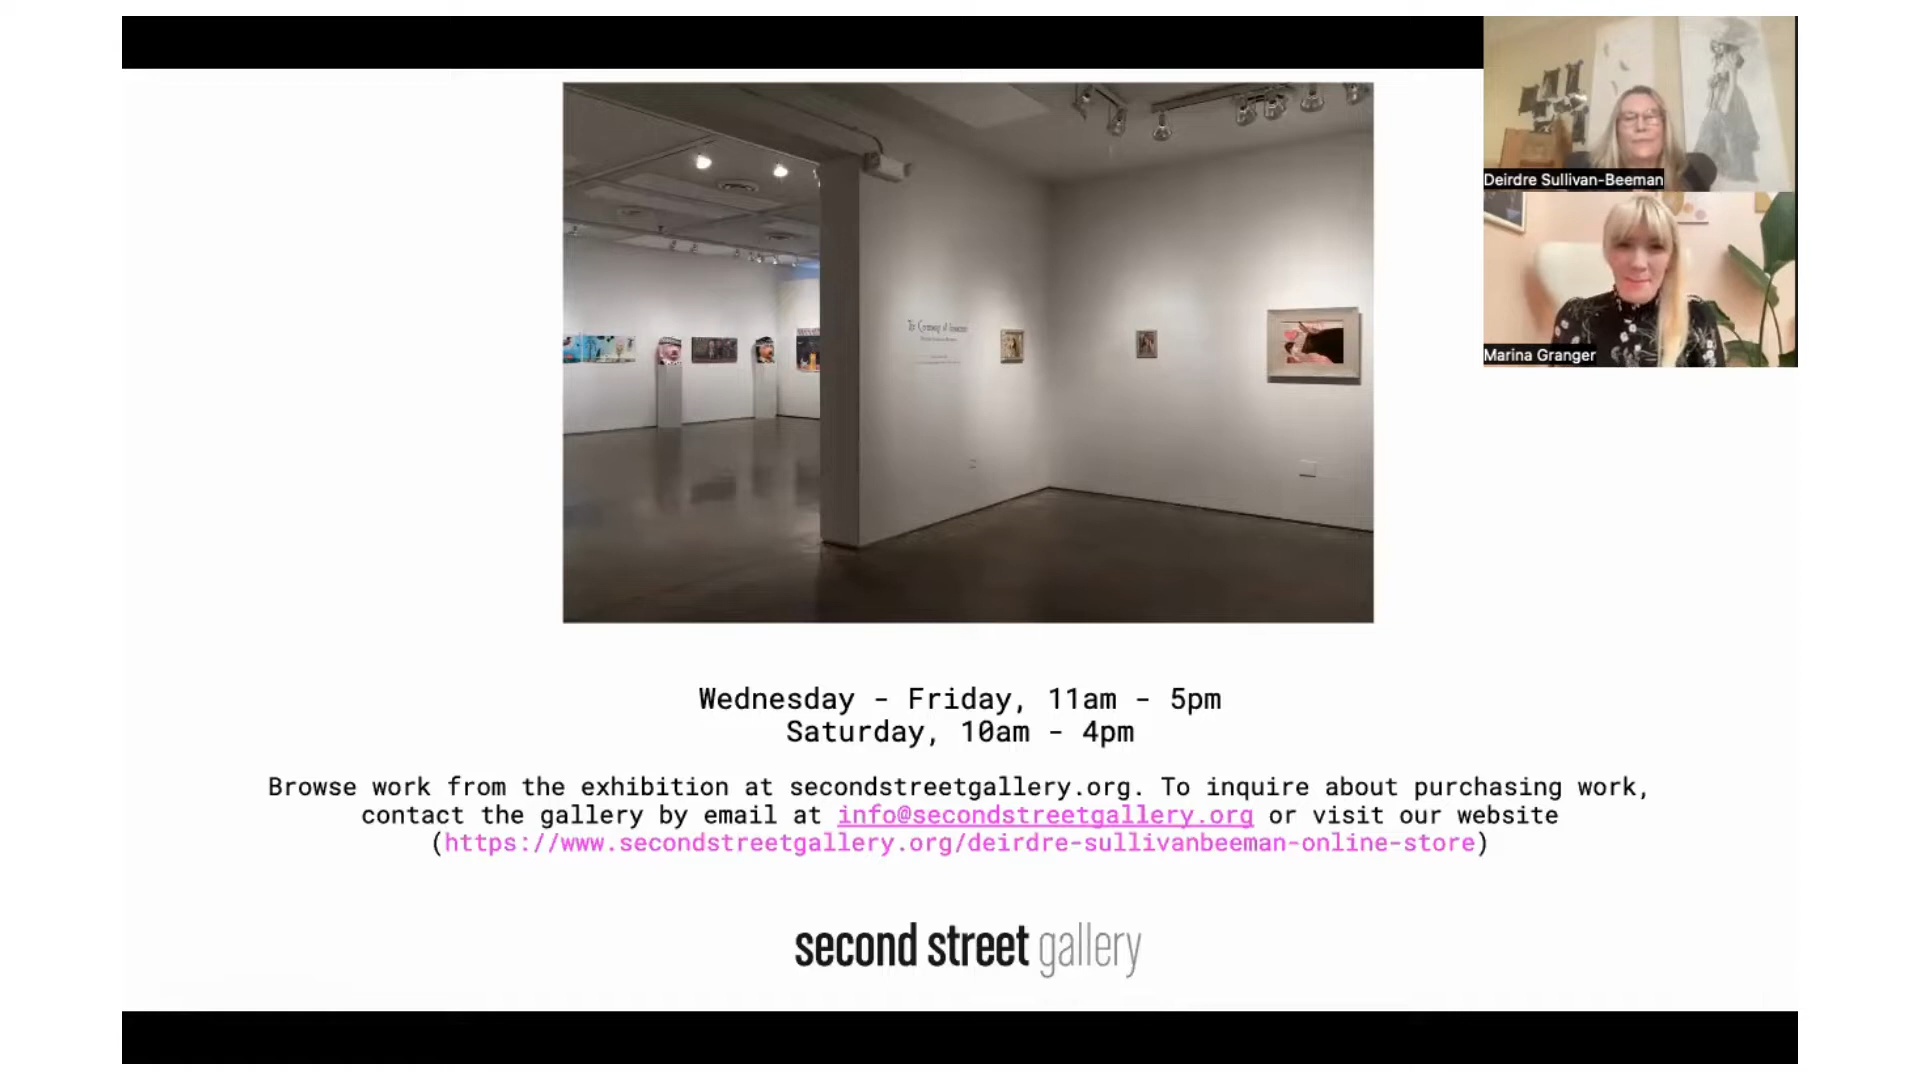 Deirdre Sullivan-Beeman
Marina Granger
Wednesday - Friday, 11am - 5pm
Saturday, 10am - 4pm
Browse work from the exhibition at secondstreetgallery.org. To inquire about purchasing work,
contact the gallery by email at info@secondstreetgallery.org or visit our website
(https://www.secondstreetgallery.org/deirdre-sullivanbeeman-online-store)
second street gallery